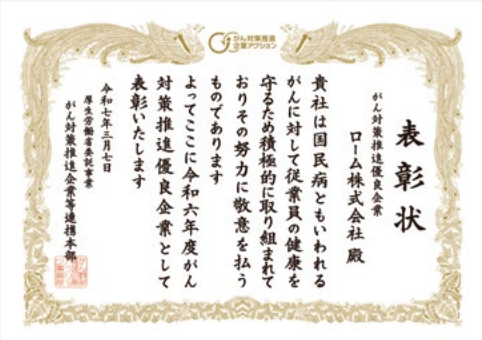 がん対策推進
企業アクション
表彰状
がん対策推進優良企業
ローム株式会社 殿
貴社は国民病ともいわれる
がんに対して従業員の健康を
守るため積極的に取り組まれて
おりその努力に敬意を払う
ものであります
よってここに令和六年度がん
対策推進優良企業として
表彰いたします
令和七年三月七日
厚生労働省委託事業
がん対策推進企業等連携本部